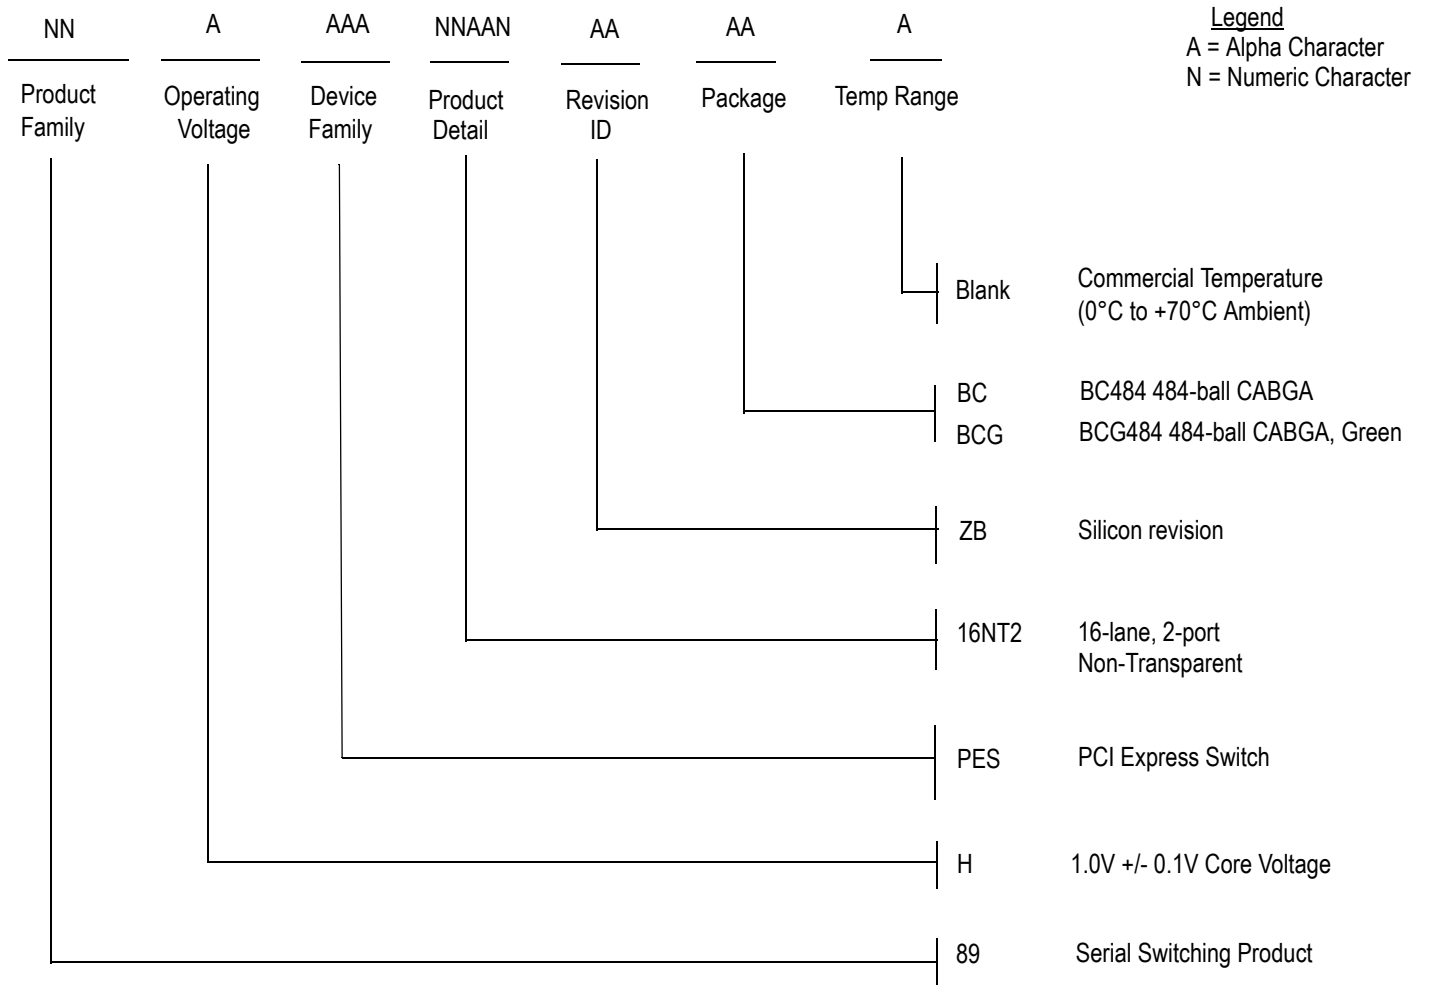 NN A AAA NNAAN AA AA A
Product Family
Operating Voltage
Device Family
Product Detail
Revision ID
Package
Temp Range
Legend
A = Alpha Character
N = Numeric Character
Blank Commercial Temperature
(0°C to +70°C Ambient)
BC BC484 484-ball CABGA
BCG BCG484 484-ball CABGA, Green
ZB Silicon revision
16NT2 16-lane, 2-port
Non-Transparent
PES PCI Express Switch
H 1.0V +/- 0.1V Core Voltage
89 Serial Switching Product